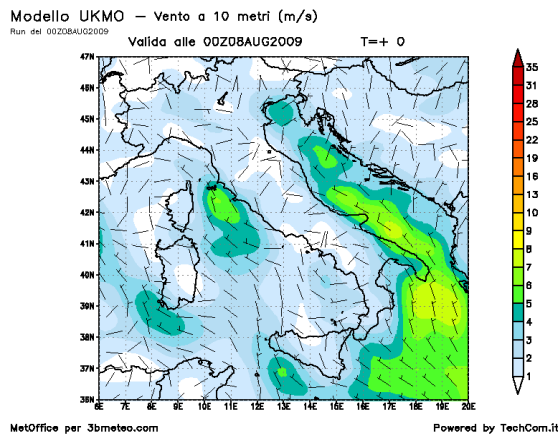 Modello UKMO – Vento a 10 metri (m/s)
Run del 00Z08AUG2009
Valida alle 00Z08AUG2009 T=+ 0
47N
46N
45N
44N
43N
42N
41N
40N
39N
38N
37N
36N
6E 7E 8E 9E 10E 11E 12E 13E 14E 15E 16E 17E 18E 19E 20E
35
31
28
25
22
19
16
13
10
9
8
7
6
5
4
3
2
1
MetOffice per 3bmeteo.com Powered by TechCom.it